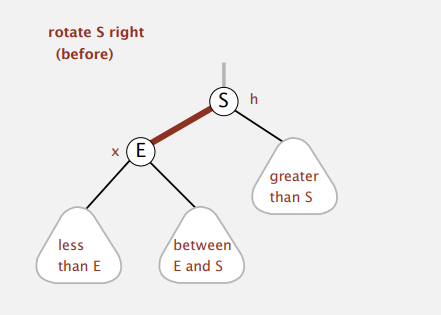 rotate S right
(before)
S h
x E
greater
than S
less
than E
between
E and S